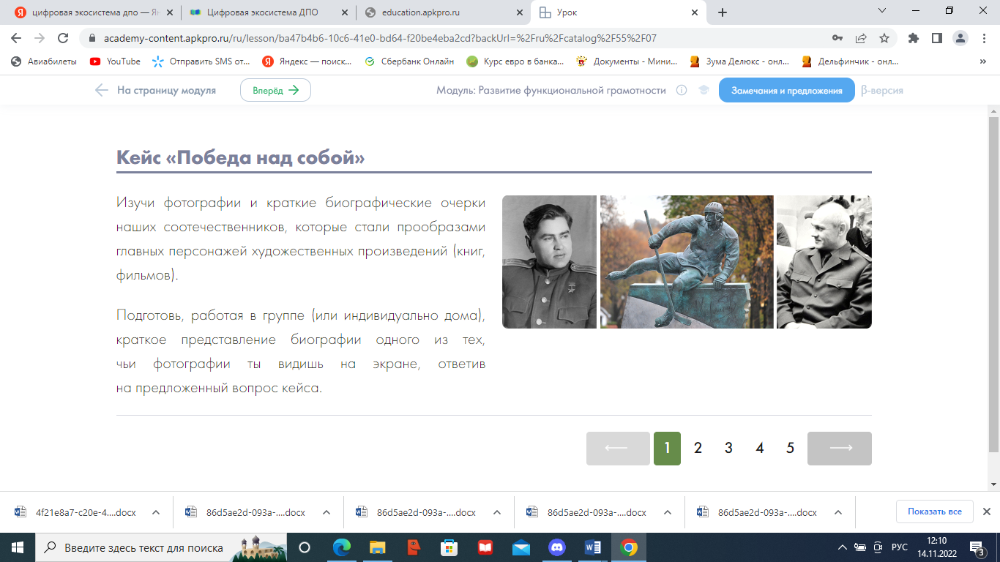 цифровая экосистема дпо — Ян
Цифровая экосистема ДПО
education.apkpro.ru
Урок
academy-content.apkpro.ru/ru/lesson/ba47b4b6-10c6-41e0-bd64-f20be4eba2cd?backUrl=%2Fru%2Fcatalog%2F55%2F07
Авиабилеты
YouTube
Отправить SMS от...
Яндекс — поиск...
Сбербанк Онлайн
Курс евро в банка...
Документы - Мини...
Зума Делюкс - онл...
Дельфинчик - онл...
»
На страницу модуля
Вперёд
Модуль: Развитие функциональной грамотности
Замечания и предложения
β-версия
Кейс «Победа над собой»
Изучи фотографии и краткие биографические очерки
наших соотечественников, которые стали прообразами
главных персонажей художественных произведений (книг,
фильмов).
Подготовь, работая в группе (или индивидуально дома),
краткое представление биографии одного из тех,
чьи фотографии ты видишь на экране, ответив
на предложенный вопрос кейса.
1 2 3 4 5
4f21e8a7-c20e-4....docx
86d5ae2d-093a-....docx
86d5ae2d-093a-....docx
86d5ae2d-093a-....docx
86d5ae2d-093a-....docx
Показать все
Введите здесь текст для поиска
РУС
12:10
14.11.2022
3